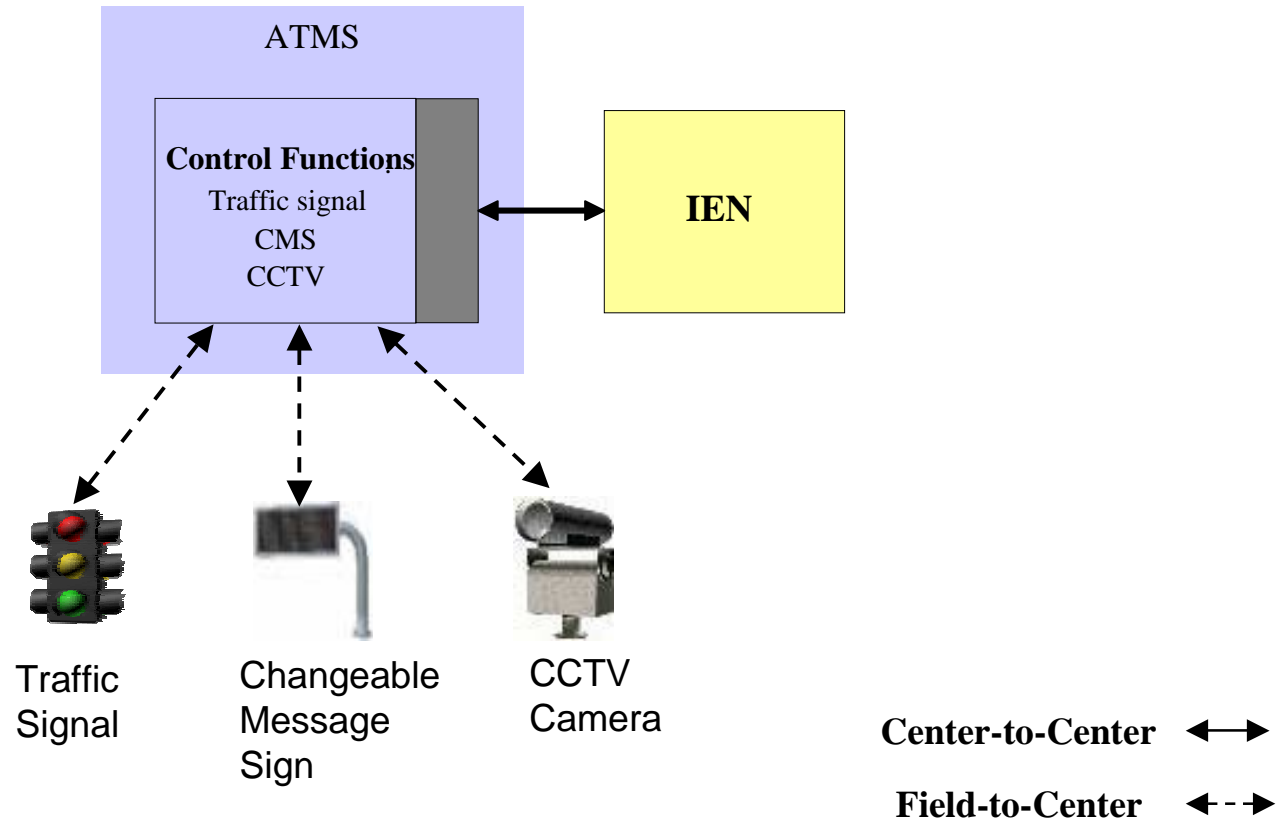 ATMS
Control Functions
Traffic signal
CMS
CCTV
IEN
Traffic
Signal
Changeable
Message
Sign
CCTV
Camera
Center-to-Center
Field-to-Center